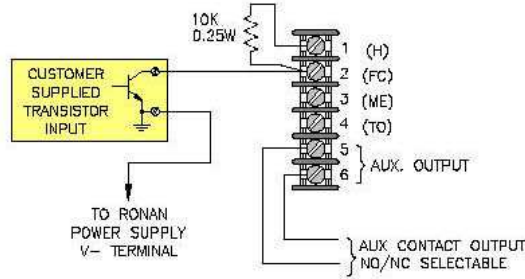 10K
0.25W
1 (H)
2 (FC)
3 (ME)
4 (TO)
5
6
AUX. OUTPUT
CUSTOMER
SUPPLIED
TRANSISTOR
INPUT
TO RONAN
POWER SUPPLY
V- TERMINAL
AUX CONTACT OUTPUT
NO/NC SELECTABLE